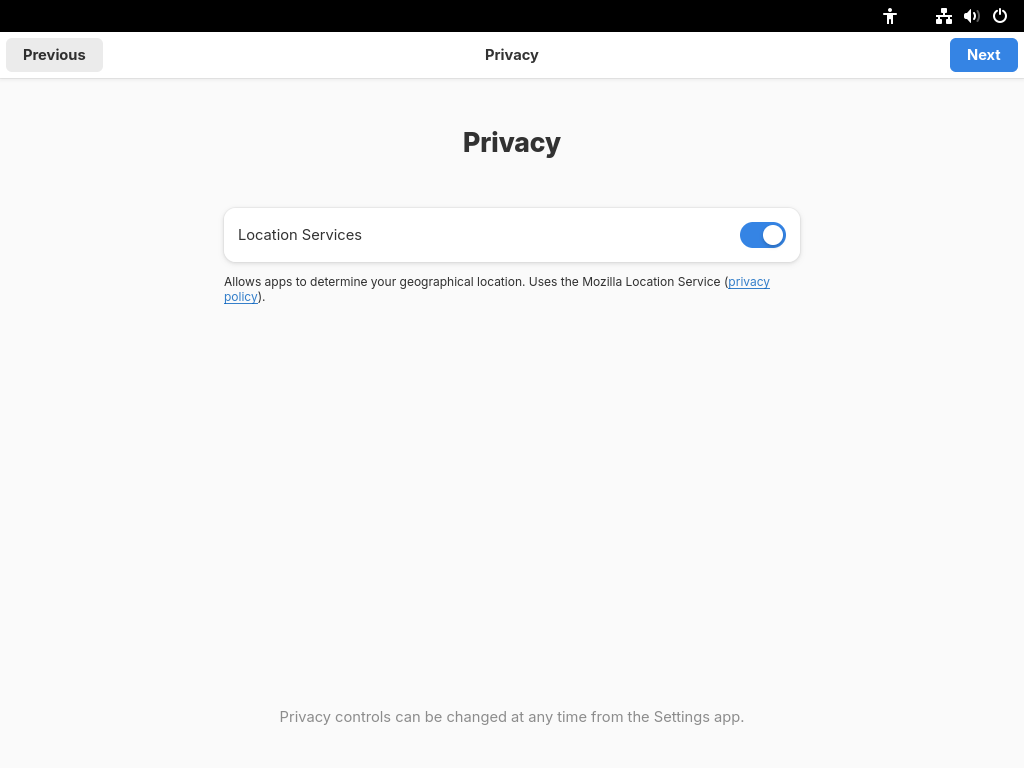 Previous
Privacy
Next
Privacy
Location Services
Allows apps to determine your geographical location. Uses the Mozilla Location Service (privacy
policy).
Privacy controls can be changed at any time from the Settings app.